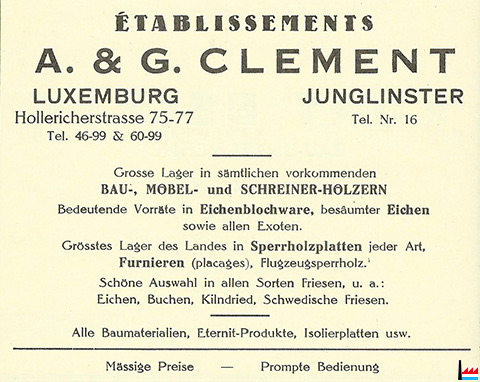 ÉTABLISSEMENTS
A. & G. CLEMENT
LUXEMBURG JUNGLINSTER
Hollericherstrasse 75-77 Tel. Nr. 16
Tel. 46-99 & 60-99
Grosse Lager in sämtlichen vorkommenden
BAU-, MÖBEL- und SCHREINER-HÖLZERN
Bedeutende Vorräte in Eichenblochware, besäumter Eichen
sowie allen Exoten.
Grösstes Lager des Landes in Sperrholzplatten jeder Art,
Furnieren (placages), Flugzeugsperrholz.
Schöne Auswahl in allen Sorten Friesen, u. a.:
Eichen, Buchen, Kilndried, Schwedische Friesen.
Alle Baumaterialien, Eternit-Produkte, Isolierplatten usw.
Mässige Preise — Prompte Bedienung